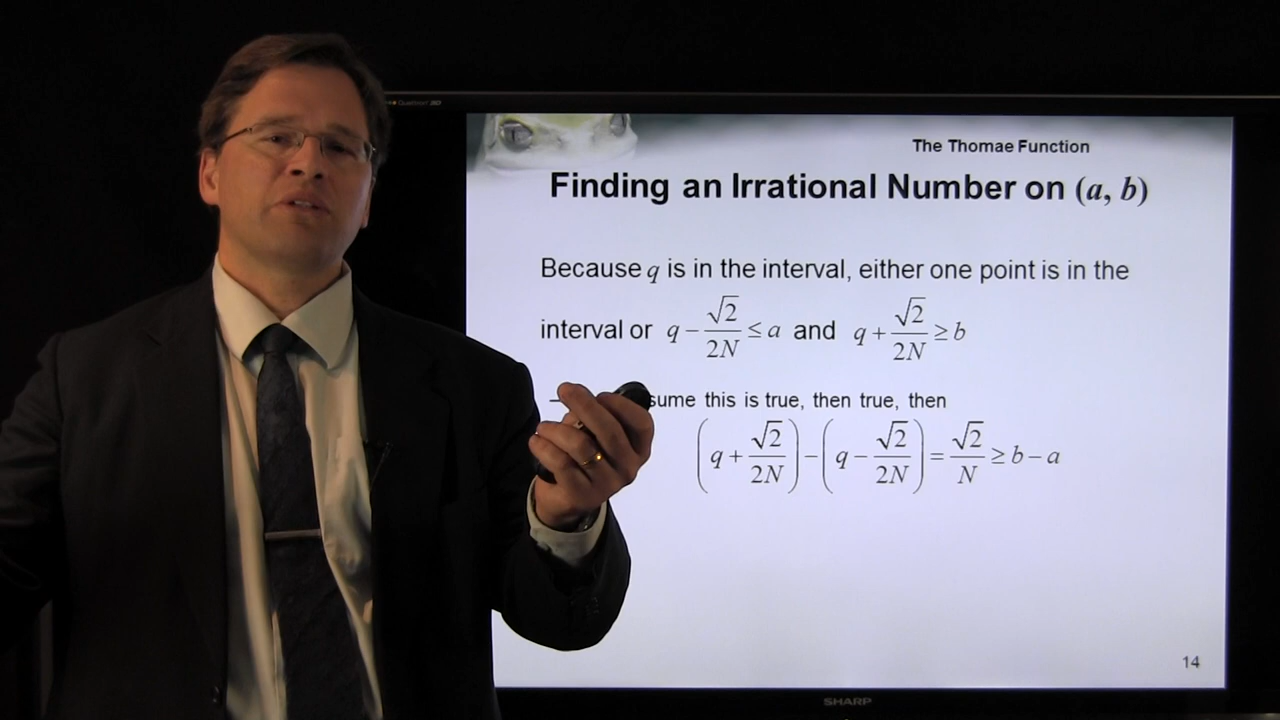 Quattron 3D
The Thomae Function
Finding an Irrational Number on (a, b)
Because q is in the interval, either one point is in the
interval or q − √2/2N ≤ a and q + √2/2N ≥ b
– sume this is true, then true, then
(q + √2/2N) − (q − √2/2N) = √2/N ≥ b − a
14
SHARP